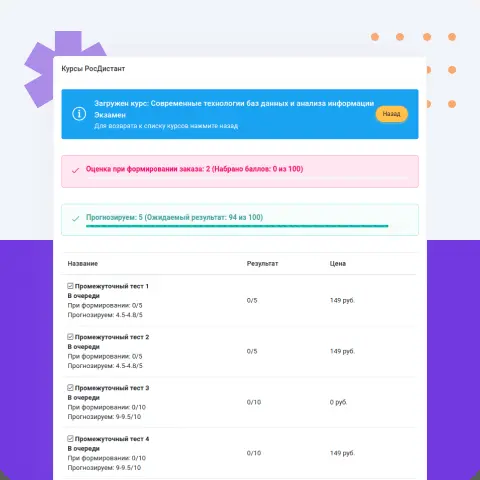 Курсы РосДистант
Загружен курс: Современные технологии баз данных и анализа информации
Экзамен
Для возврата к списку курсов нажмите назад
Назад
Оценка при формировании заказа: 2 (Набрано баллов: 0 из 100)
Прогнозируем: 5 (Ожидаемый результат: 94 из 100)
Название Результат Цена
Промежуточный тест 1
В очереди
При формировании: 0/5
Прогнозируем: 4.5-4.8/5
0/5 149 руб.
Промежуточный тест 2
В очереди
При формировании: 0/5
Прогнозируем: 4.5-4.8/5
0/5 149 руб.
Промежуточный тест 3
В очереди
При формировании: 0/10
Прогнозируем: 9-9.5/10
0/10 0 руб.
Промежуточный тест 4
В очереди
При формировании: 0/10
Прогнозируем: 9-9.5/10
0/10 149 руб.